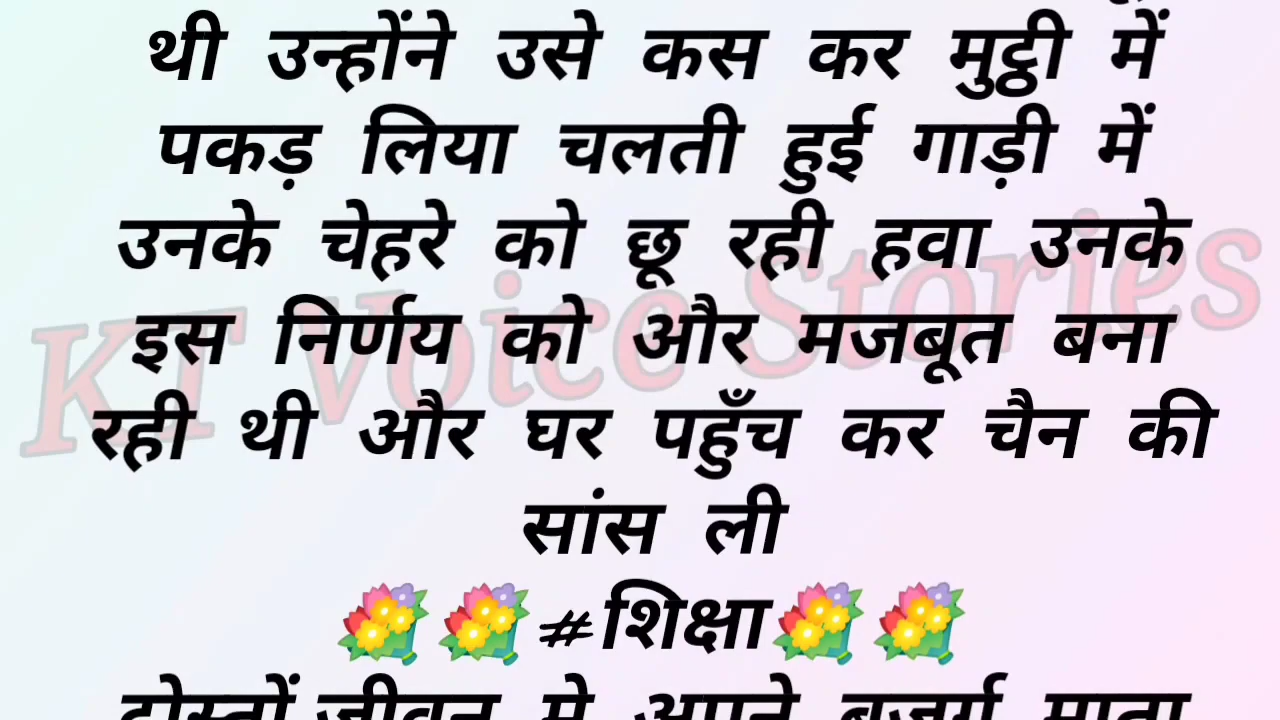 थी उन्होंने उसे कस कर मुट्ठी में
पकड़ लिया चलती हुई गाड़ी में
उनके चेहरे को छू रही हवा उनके
इस निर्णय को और मजबूत बना
रही थी और घर पहुँच कर चैन की
सांस ली
#शिक्षा
दोस्तों जीवन मे अपने बुजुर्ग माता
KT Voice Stories